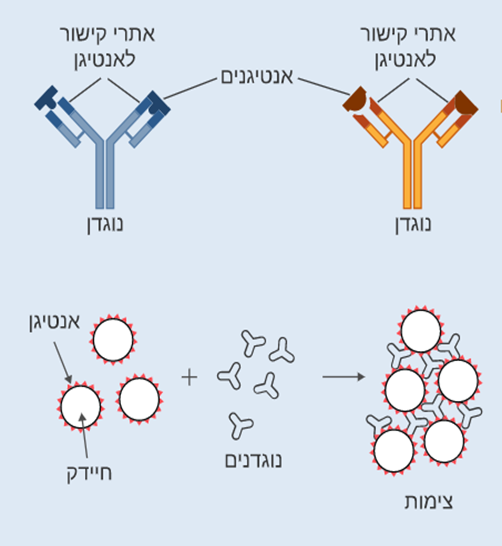 אתרי קישור
לאנטיגן
אתרי קישור
לאנטיגן
אנטיגנים
נוגדן
נוגדן
אנטיגן
+
נוגדנים
חיידק
צימות